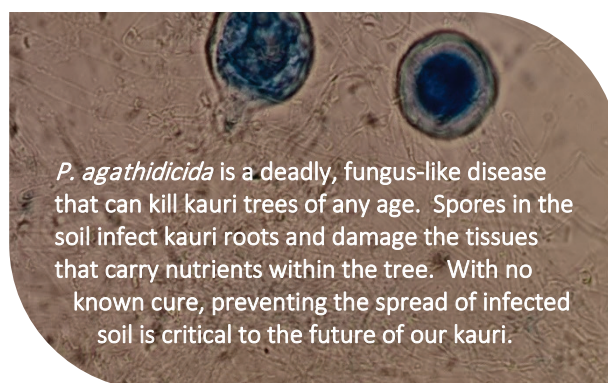 P. agathidicida is a deadly, fungus-like disease
that can kill kauri trees of any age.  Spores in the
soil infect kauri roots and damage the tissues
that carry nutrients within the tree.  With no
known cure, preventing the spread of infected
soil is critical to the future of our kauri.